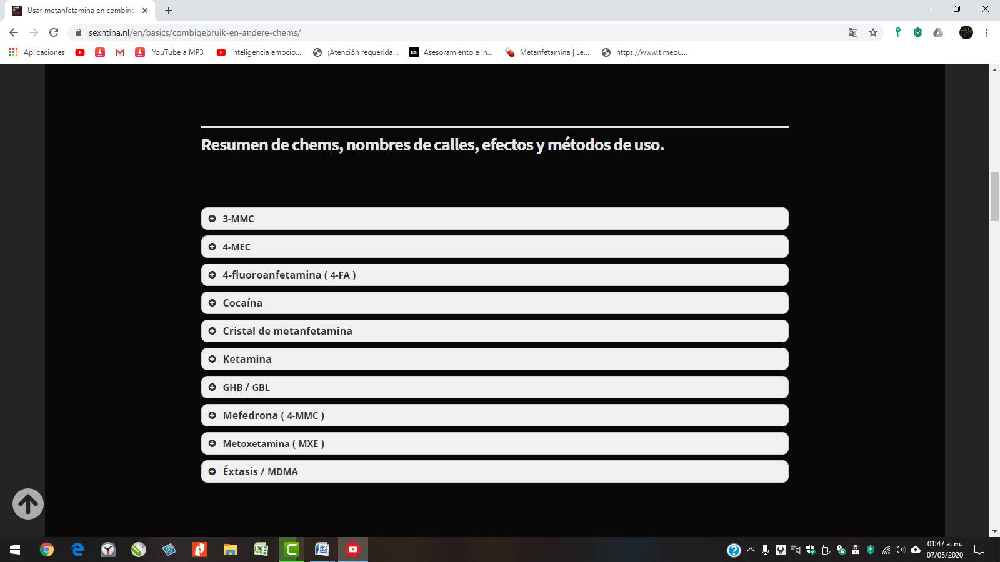 sex
tina
Usar metanfetamina en combina
sexntina.nl/en/basics/combigebruik-en-andere-chems/
Aplicaciones
YouTube a MP3
inteligencia emocio...
¡Atención requerida...
ES
Asesoramiento e in...
Metanfetamina | Le...
https://www.timeou...
Resumen de chems, nombres de calles, efectos y métodos de uso.
3-MMC
4-MEC
4-fluoroanfetamina ( 4-FA )
Cocaína
Cristal de metanfetamina
Ketamina
GHB / GBL
Mefedrona ( 4-MMC )
Metoxetamina ( MXE )
Éxtasis / MDMA
01:47 a. m.
07/05/2020